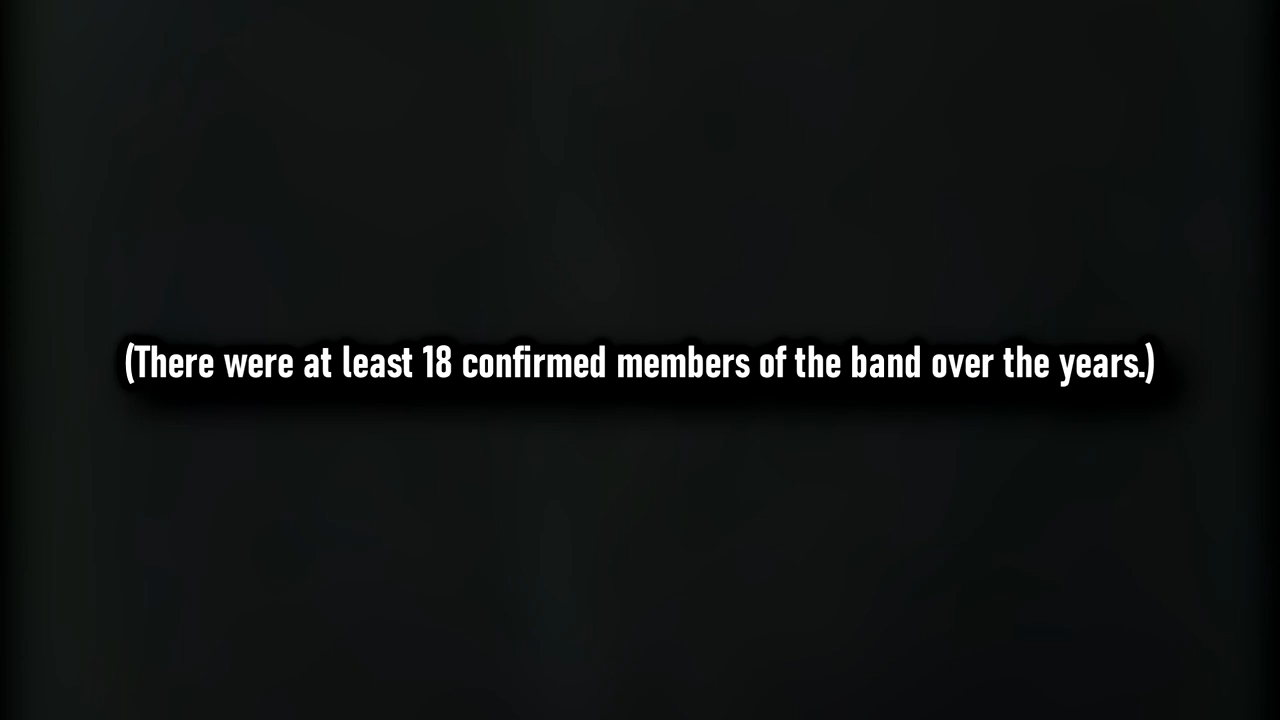 (There were at least 18 confirmed members of the band over the years.)